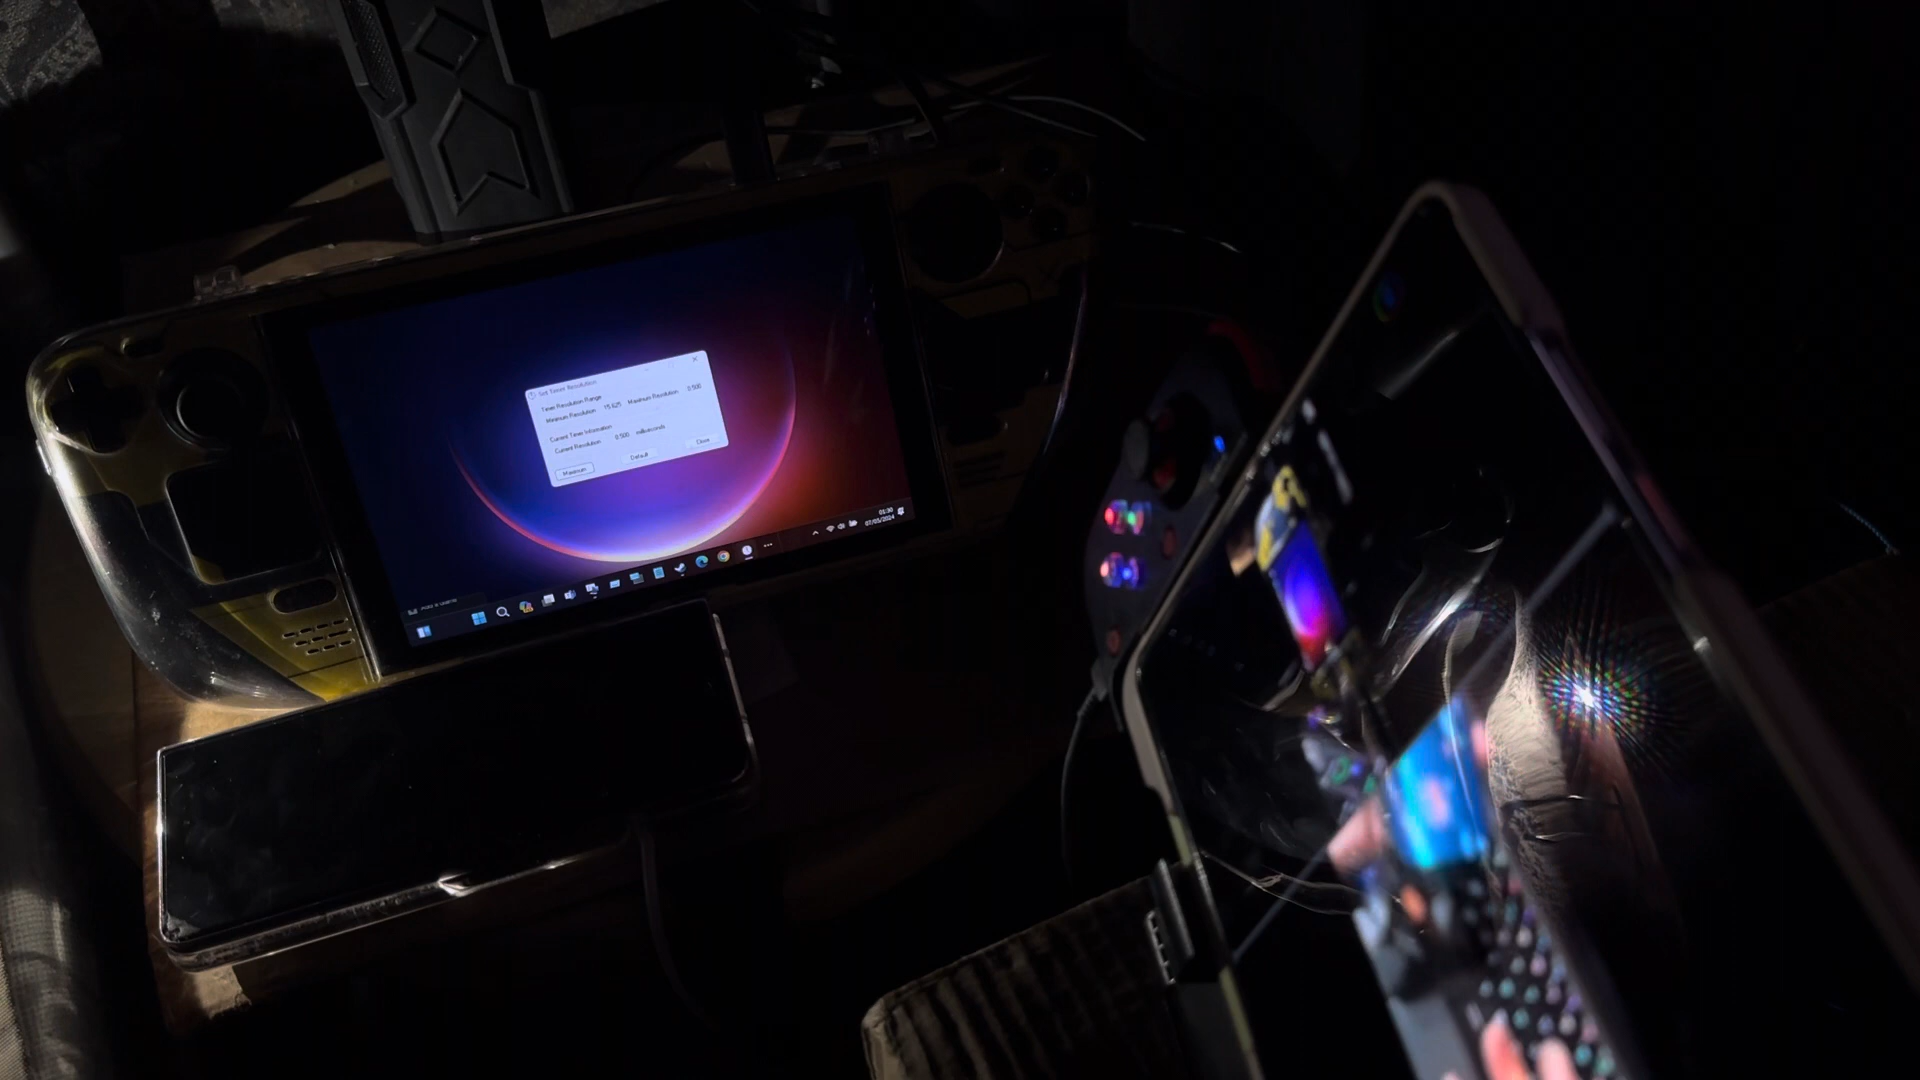 Set Timer Resolution
Timer Resolution Range
Minimum Resolution 15.625 Maximum Resolution 0.500
Current Timer Information
Current Resolution 0.500 milliseconds
Maximum Default Close
01:30
07/05/2024